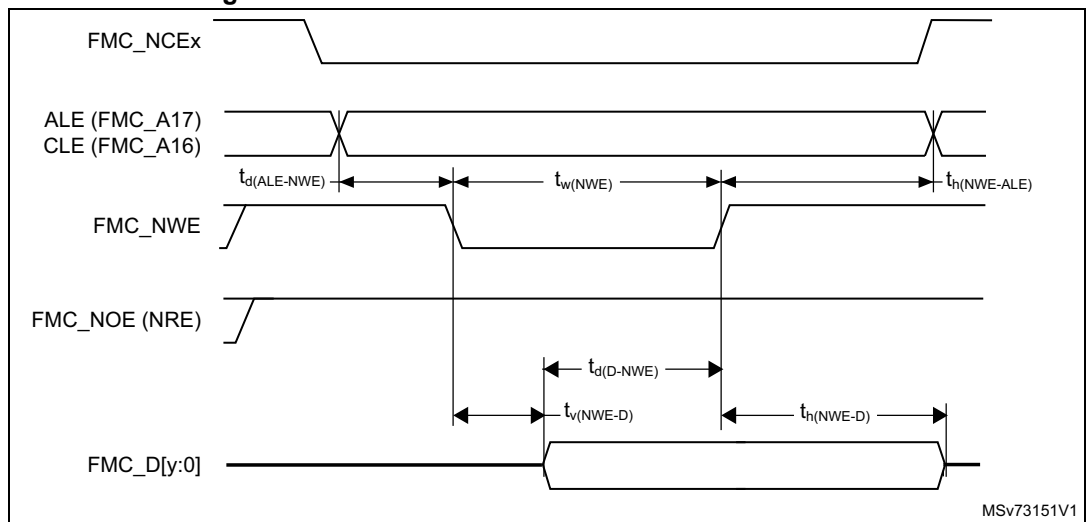 FMC_NCEx
ALE (FMC_A17)
CLE (FMC_A16)
td(ALE-NWE)
tw(NWE)
th(NWE-ALE)
FMC_NWE
FMC_NOE (NRE)
td(D-NWE)
tv(NWE-D)
th(NWE-D)
FMC_D[y:0]
MSv73151V1